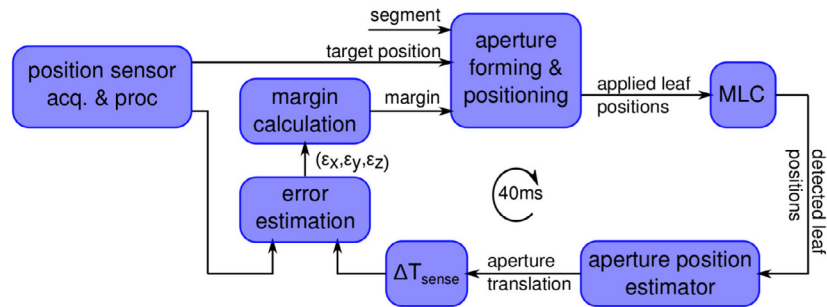 segment
target position
position sensor
acq. & proc
aperture
forming &
positioning
margin
calculation
margin
applied leaf
positions
MLC
detected leaf
positions
(εx,εy,εz)
error
estimation
40ms
ΔTsense
aperture
translation
aperture position
estimator